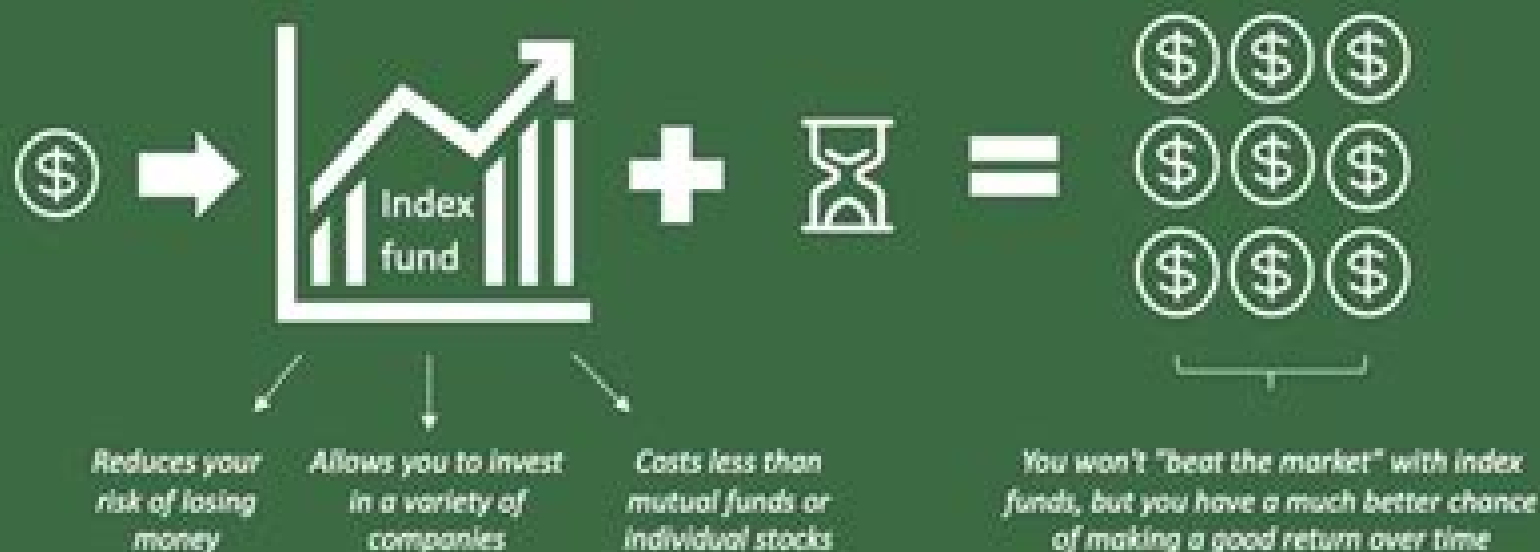 Index
fund
Reduces your
risk of losing
money
Allows you to invest
in a variety of
companies
Costs less than
mutual funds or
individual stocks
You won't "beat the market" with index
funds, but you have a much better chance
of making a good return over time